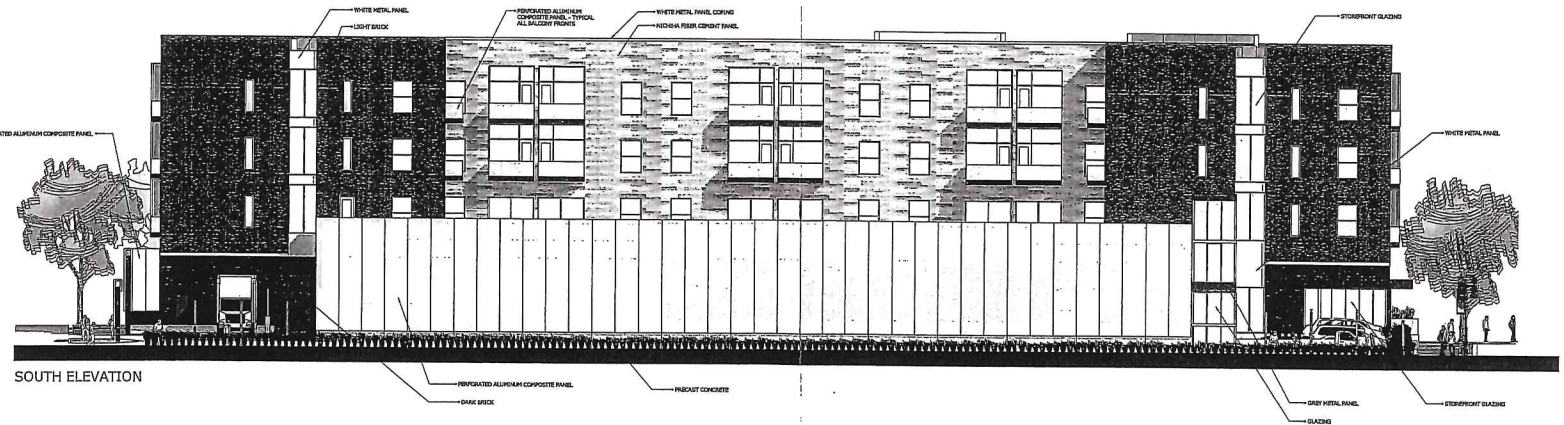 WHITE METAL PANEL
LIGHT BRICK
PERFORATED ALUMINUM
COMPOSITE PANEL - TYPICAL
ALL BALCONY FRONTS
WHITE METAL PANEL COPING
NICHIHA FIBER CEMENT PANEL
STOREFRONT GLAZING
ALUMINUM COMPOSITE PANEL
WHITE METAL PANEL
SOUTH ELEVATION
PERFORATED ALUMINUM COMPOSITE PANEL
DARK BRICK
PRECAST CONCRETE
GREY METAL PANEL
GLAZING
STOREFRONT GLAZING